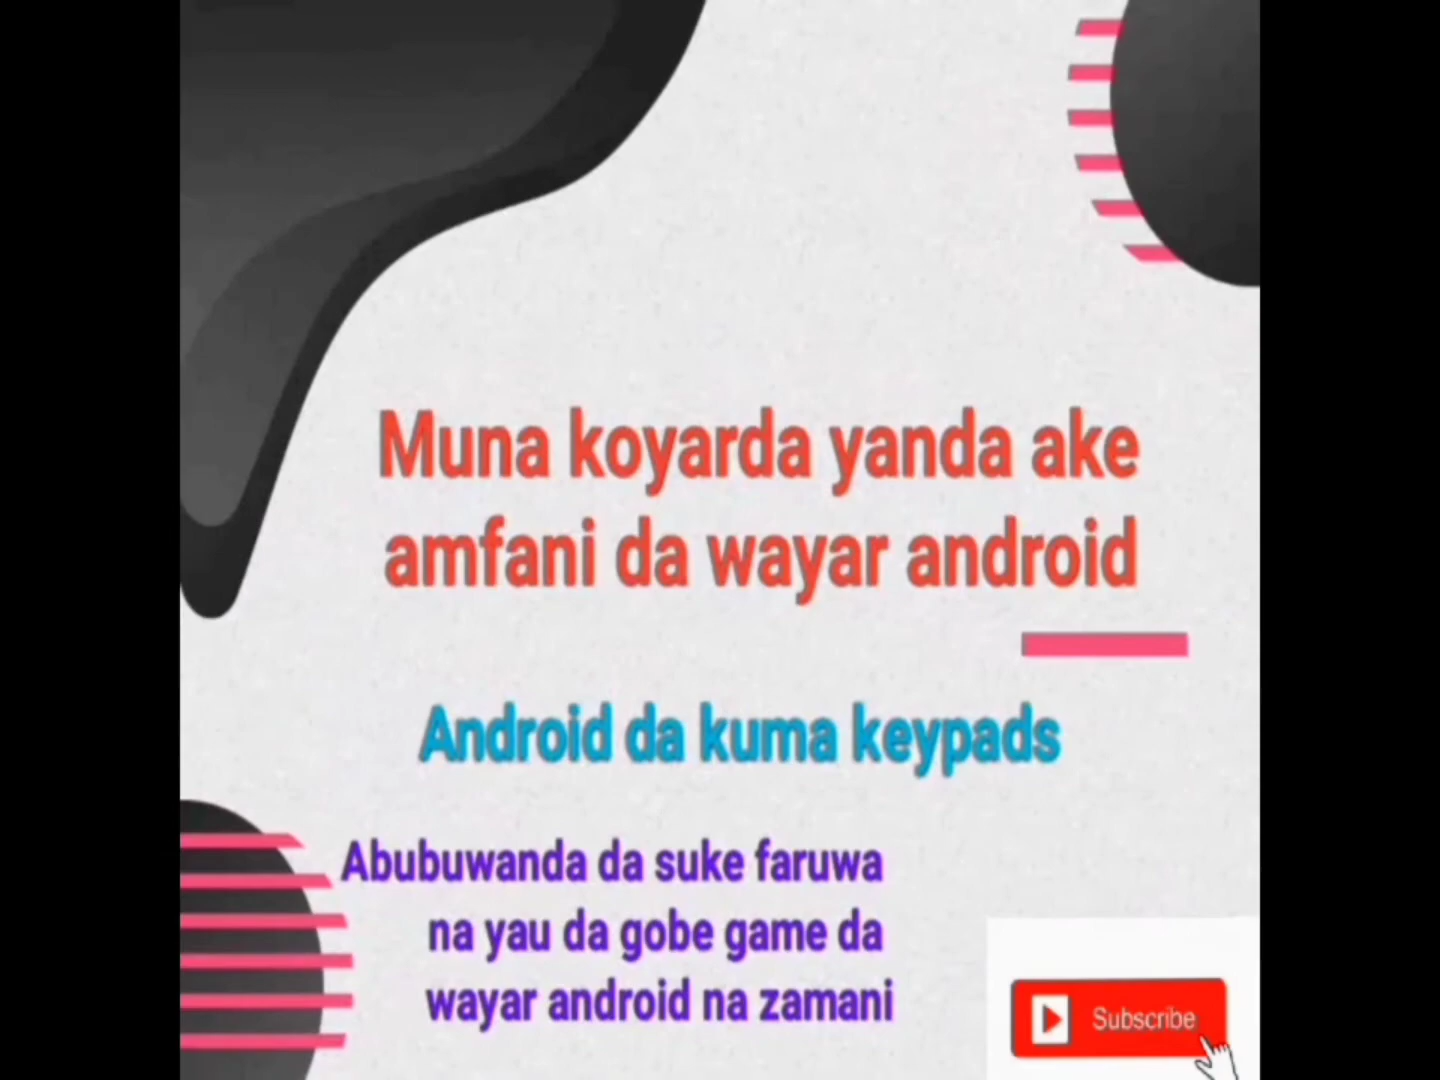 Muna koyarda yanda ake
amfani da wayar android
Android da kuma keypads
Abubuwanda da suke faruwa
na yau da gobe game da
wayar android na zamani
Subscribe